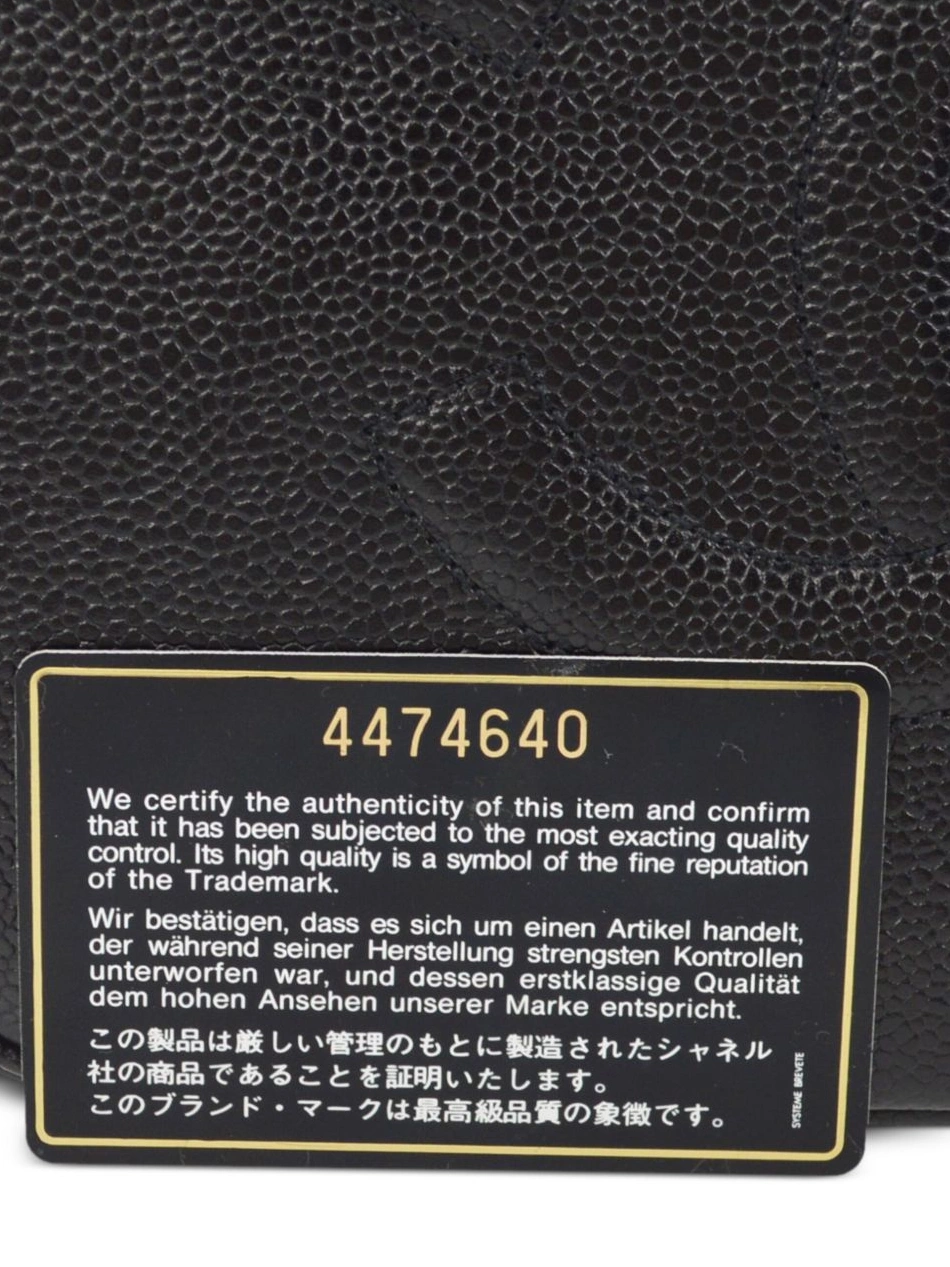 4474640
We certify the authenticity of this item and confirm
that it has been subjected to the most exacting quality
control. Its high quality is a symbol of the fine reputation
of the Trademark.
Wir bestätigen, dass es sich um einen Artikel handelt,
der während seiner Herstellung strengsten Kontrollen
unterworfen war, und dessen erstklassige Qualität
dem hohen Ansehen unserer Marke entspricht.
この製品は厳しい管理のもとに製造されたシャネル
社の商品であることを証明いたします。
このブランド・マークは最高級品質の象徴です。
SYSTEME BREVETE